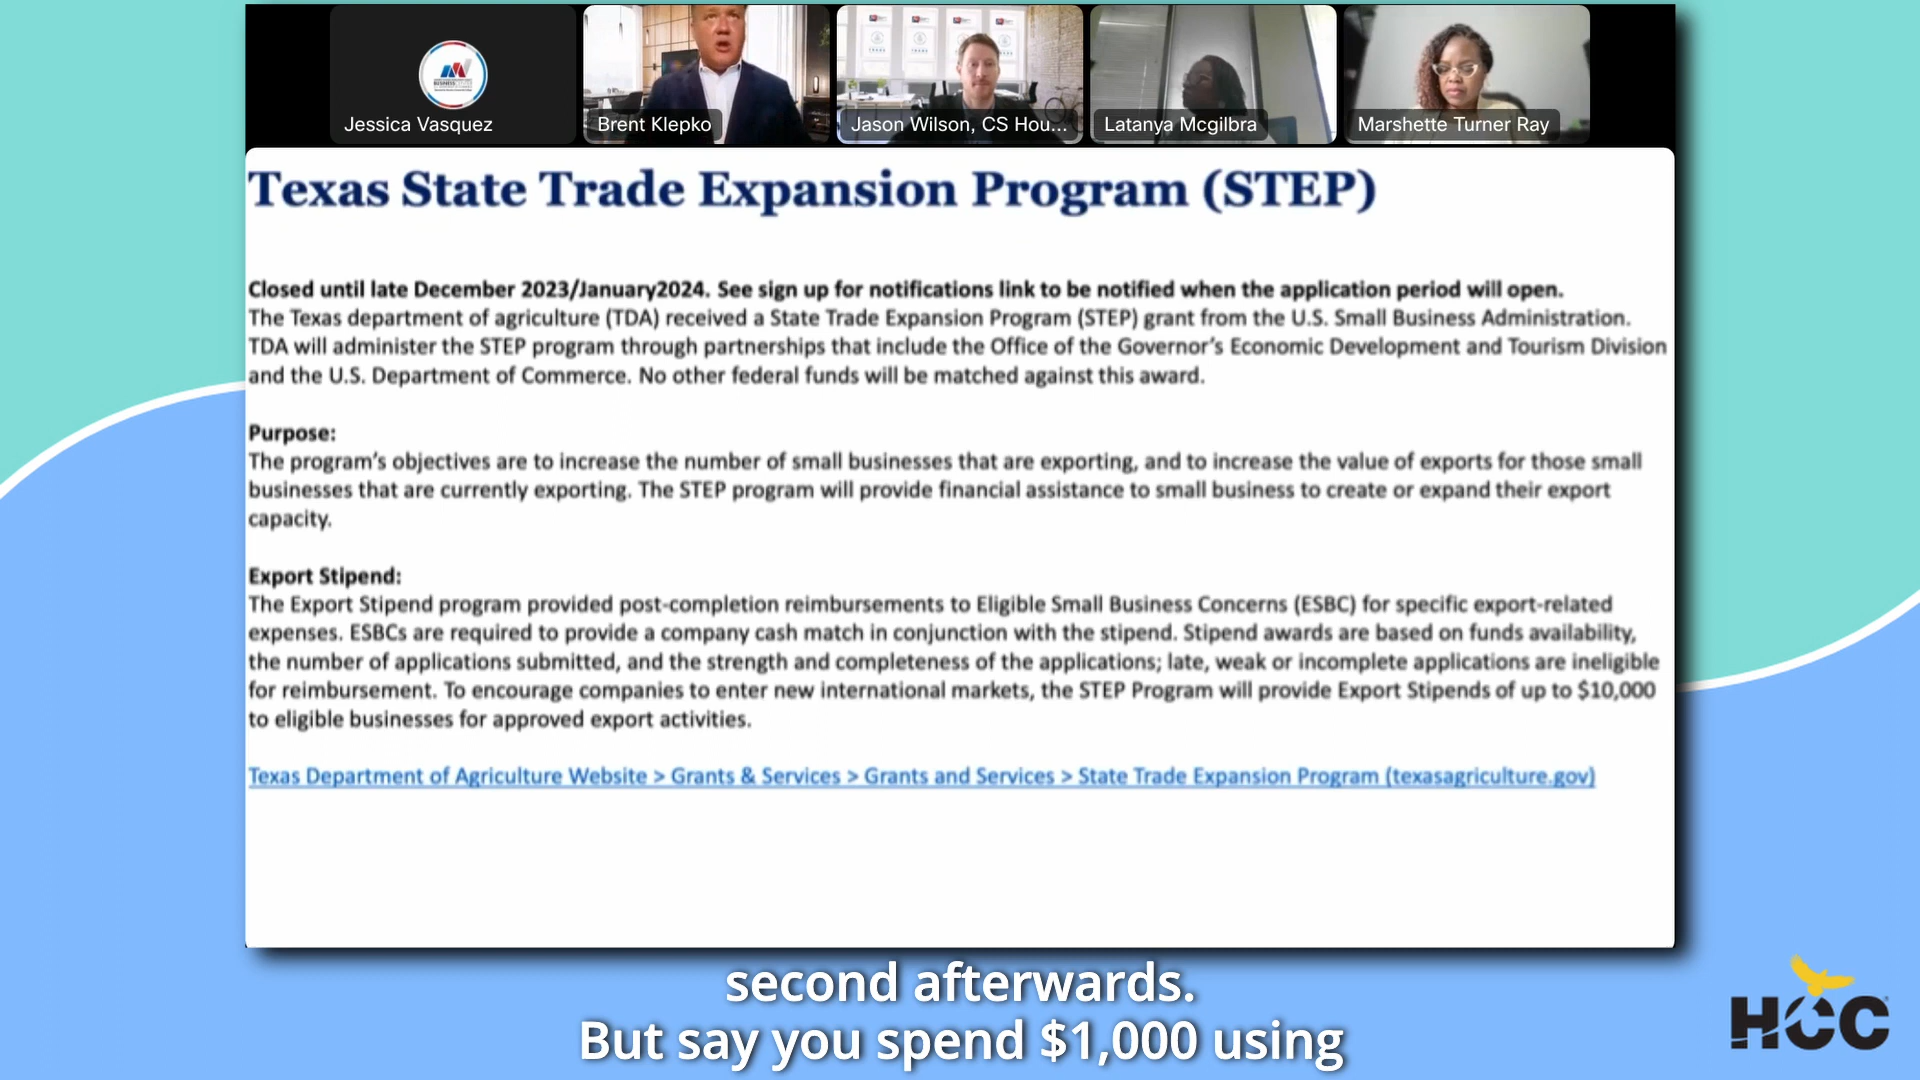 Jessica Vasquez
Brent Klepko
Jason Wilson, CS Hou...
Latanya Mcgilbra
Marshette Turner Ray
Texas State Trade Expansion Program (STEP)
Closed until late December 2023/January2024. See sign up for notifications link to be notified when the application period will open.
The Texas department of agriculture (TDA) received a State Trade Expansion Program (STEP) grant from the U.S. Small Business Administration.
TDA will administer the STEP program through partnerships that include the Office of the Governor's Economic Development and Tourism Division
and the U.S. Department of Commerce. No other federal funds will be matched against this award.
Purpose:
The program's objectives are to increase the number of small businesses that are exporting, and to increase the value of exports for those small
businesses that are currently exporting. The STEP program will provide financial assistance to small business to create or expand their export
capacity.
Export Stipend:
The Export Stipend program provided post-completion reimbursements to Eligible Small Business Concerns (ESBC) for specific export-related
expenses. ESBCs are required to provide a company cash match in conjunction with the stipend. Stipend awards are based on funds availability,
the number of applications submitted, and the strength and completeness of the applications; late, weak or incomplete applications are ineligible
for reimbursement. To encourage companies to enter new international markets, the STEP Program will provide Export Stipends of up to $10,000
to eligible businesses for approved export activities.
Texas Department of Agriculture Website > Grants & Services > Grants and Services > State Trade Expansion Program (texasagriculture.gov)
second afterwards.
But say you spend $1,000 using
HCC